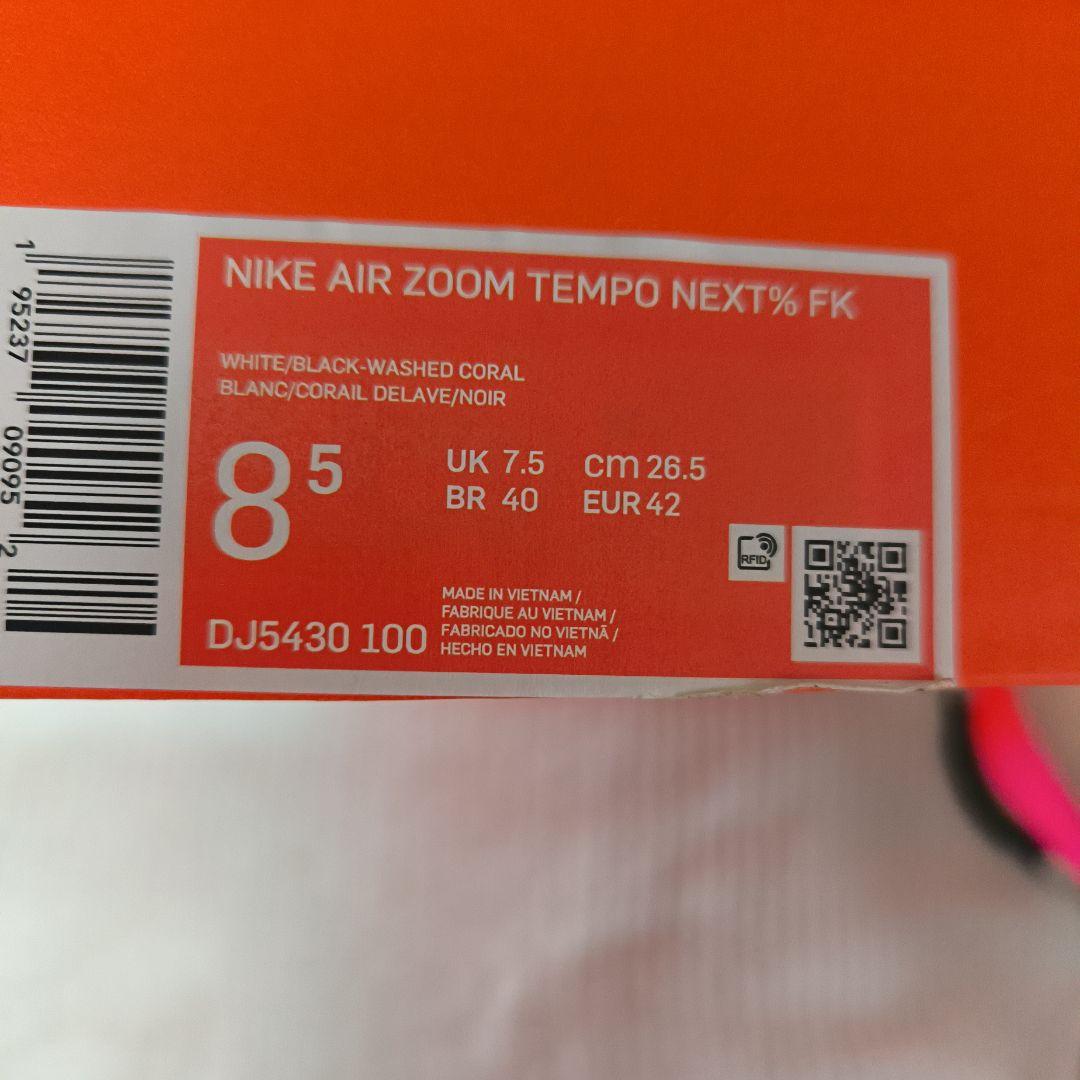 NIKE AIR ZOOM TEMPO NEXT% FK
WHITE/BLACK-WASHED CORAL
BLANC/CORAIL DELAVE/NOIR
8 5
UK 7.5 cm 26.5
BR 40 EUR 42
RFID
MADE IN VIETNAM /
FABRIQUE AU VIETNAM /
FABRICADO NO VIETNÃ /
HECHO EN VIETNAM
DJ5430 100
1 95237 09095 2